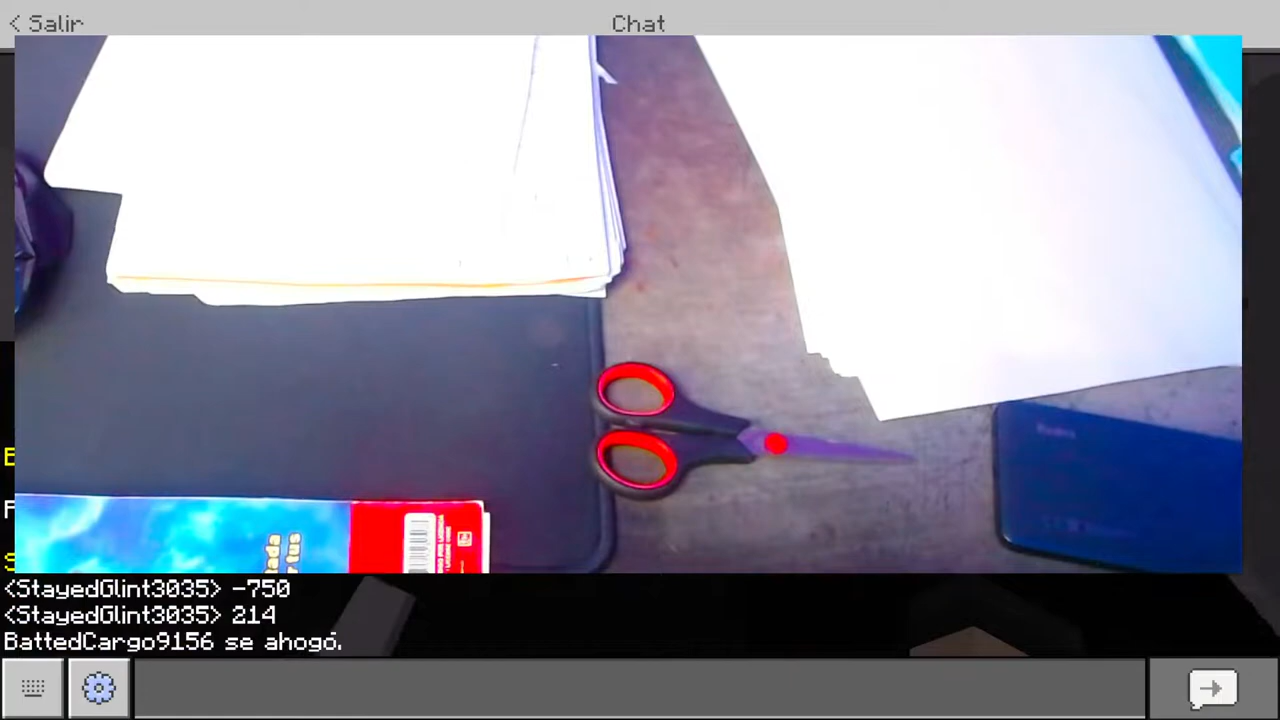 < Salir
Chat
<StayedGlint3035> -750
<StayedGlint3035> 214
BattedCargo9156 se ahogó.